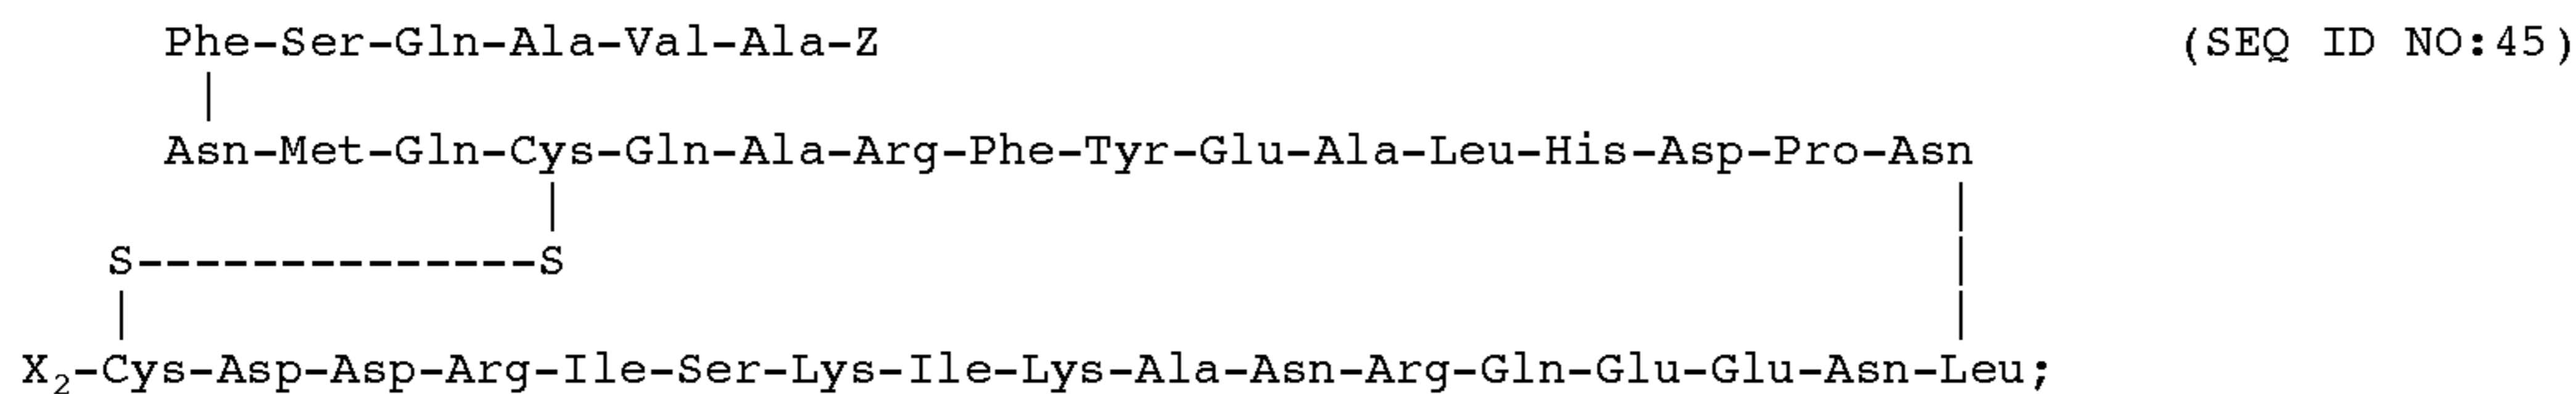 Phe-Ser-Gln-Ala-Val-Ala-Z (SEQ ID NO:45)
|
Asn-Met-Gln-Cys-Gln-Ala-Arg-Phe-Tyr-Glu-Ala-Leu-His-Asp-Pro-Asn
| |
S---------------S |
| |
X₂-Cys-Asp-Asp-Arg-Ile-Ser-Lys-Ile-Lys-Ala-Asn-Arg-Gln-Glu-Glu-Asn-Leu;